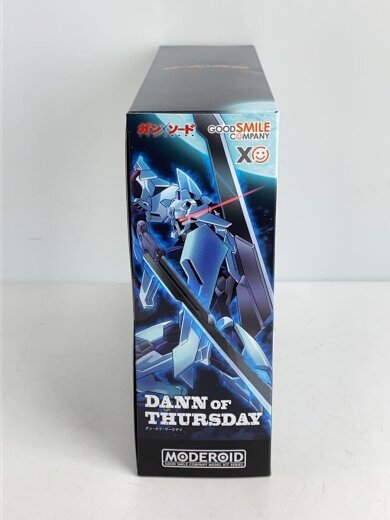 ガン×ソード
GOOD SMILE
COMPANY
DANN OF
THURSDAY
ダン・オブ・サーズデイ
MODEROID
GOOD SMILE COMPANY MODEL KIT SERIES